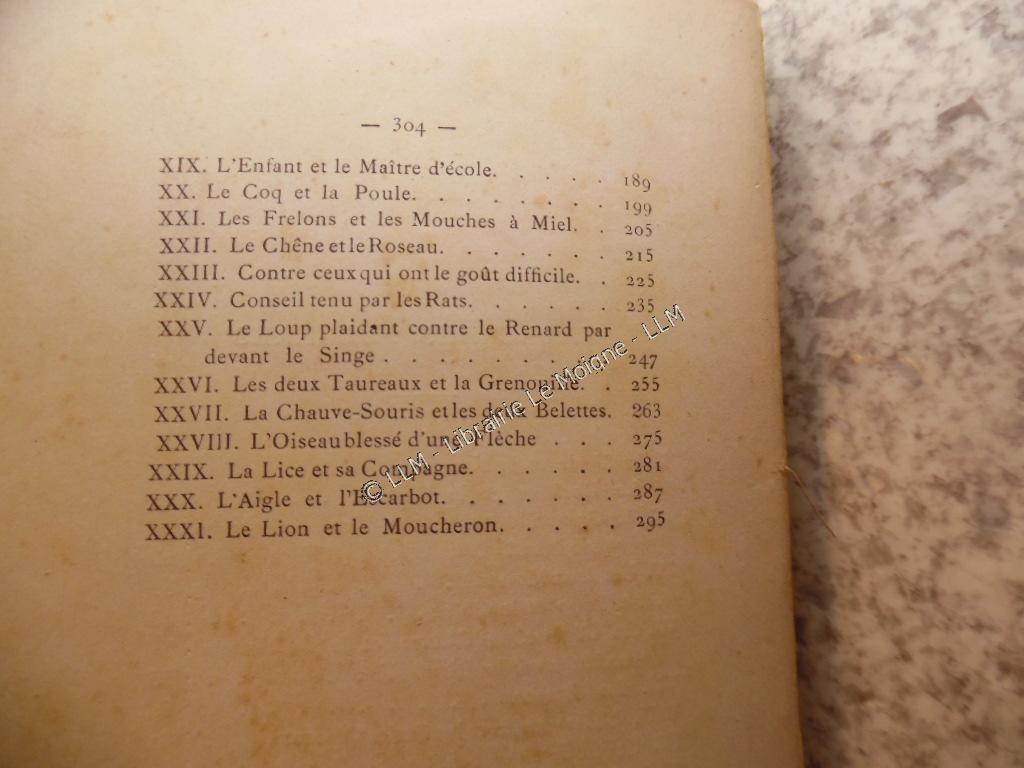 — 304 —
XIX. L'Enfant et le Maître d'école. . . . . . 189
XX. Le Coq et la Poule. . . . . . . . 199
XXI. Les Frelons et les Mouches à Miel. . 205
XXII. Le Chêne et le Roseau. . . . . . . 215
XXIII. Contre ceux qui ont le goût difficile. . 225
XXIV. Conseil tenu par les Rats. . . . . . 235
XXV. Le Loup plaidant contre le Renard par
devant le Singe . . . . . . . . . 247
XXVI. Les deux Taureaux et la Grenouille. . 255
XXVII. La Chauve-Souris et les deux Belettes. 263
XXVIII. L'Oiseau blessé d'une Flèche . . . 275
XXIX. La Lice et sa Compagne. . . . . . 281
XXX. L'Aigle et l'Escarbot. . . . . . . 287
XXXI. Le Lion et le Moucheron. . . . . 295
© LLM - Librairie Le Moigne - LLM